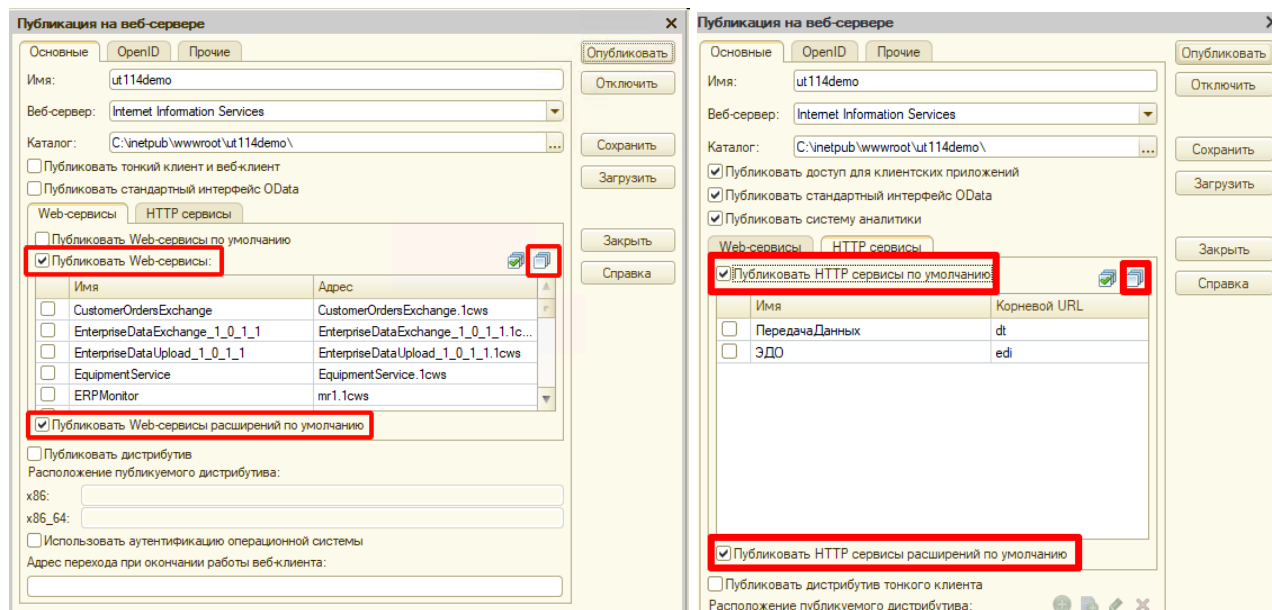 Публикация на веб-сервере
Основные OpenID Прочие Опубликовать
Имя: ut114demo Отключить
Веб-сервер: Internet Information Services
Каталог: C:\inetpub\wwwroot\ut114demo\ ... Сохранить
Публиковать тонкий клиент и веб-клиент
Публиковать стандартный интерфейс OData Загрузить
Web-сервисы HTTP сервисы
Публиковать Web-сервисы по умолчанию Закрыть
Публиковать Web-сервисы:
Справка
Имя Адрес
CustomerOrdersExchange CustomerOrdersExchange.1cws
EnterpriseDataExchange_1_0_1_1 EnterpriseDataExchange_1_0_1_1.1c...
EnterpriseDataUpload_1_0_1_1 EnterpriseDataUpload_1_0_1_1.1cws
EquipmentService EquipmentService.1cws
ERPMonitor mr1.1cws
Публиковать Web-сервисы расширений по умолчанию
Публиковать дистрибутив
Расположение публикуемого дистрибутива:
x86:
x86_64:
Использовать аутентификацию операционной системы
Адрес перехода при окончании работы веб-клиента:
Публикация на веб-сервере
Основные OpenID Прочие Опубликовать
Имя: ut114demo Отключить
Веб-сервер: Internet Information Services
Каталог: C:\inetpub\wwwroot\ut114demo\ ... Сохранить
Публиковать доступ для клиентских приложений
Загрузить
Публиковать стандартный интерфейс OData
Публиковать систему аналитики
Web-сервисы HTTP сервисы Закрыть
Публиковать HTTP сервисы по умолчанию
Справка
Имя Корневой URL
ПередачаДанных dt
ЭДО edi
Публиковать HTTP сервисы расширений по умолчанию
Публиковать дистрибутив тонкого клиента
Расположение публикуемого дистрибутива: